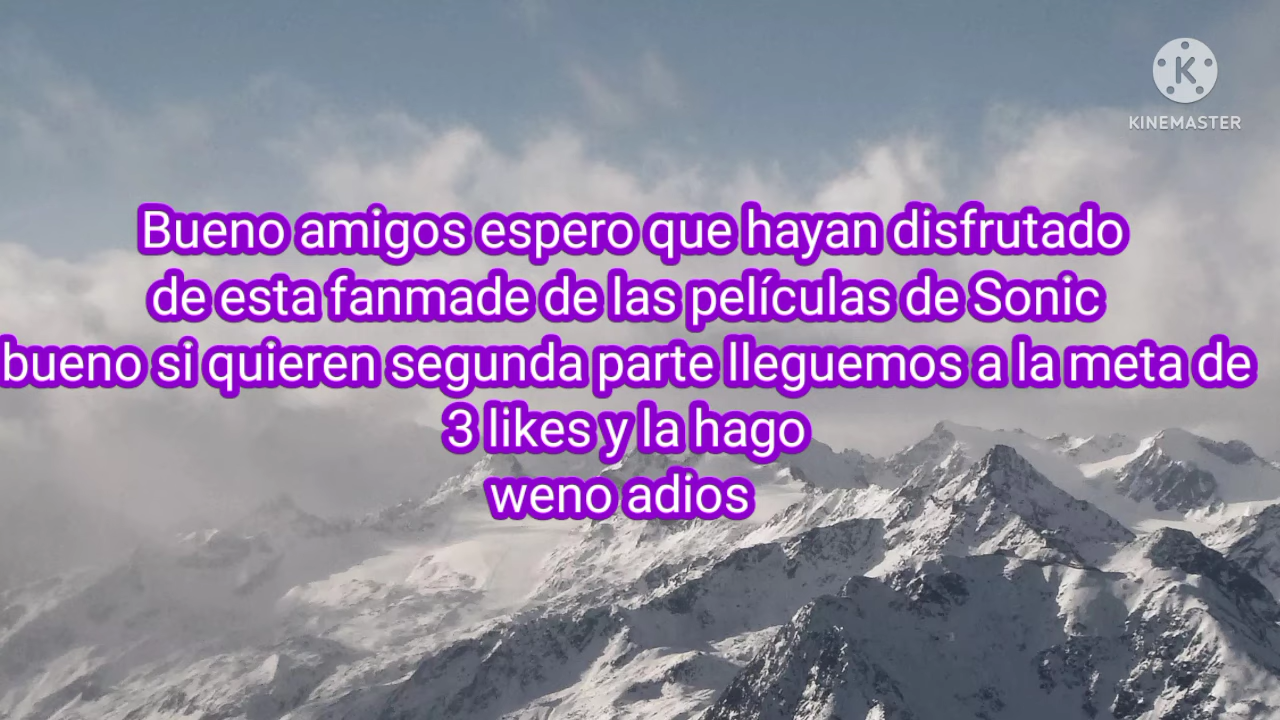 KINEMASTER
Bueno amigos espero que hayan disfrutado
de esta fanmade de las películas de Sonic
bueno si quieren segunda parte lleguemos a la meta de
3 likes y la hago
weno adios